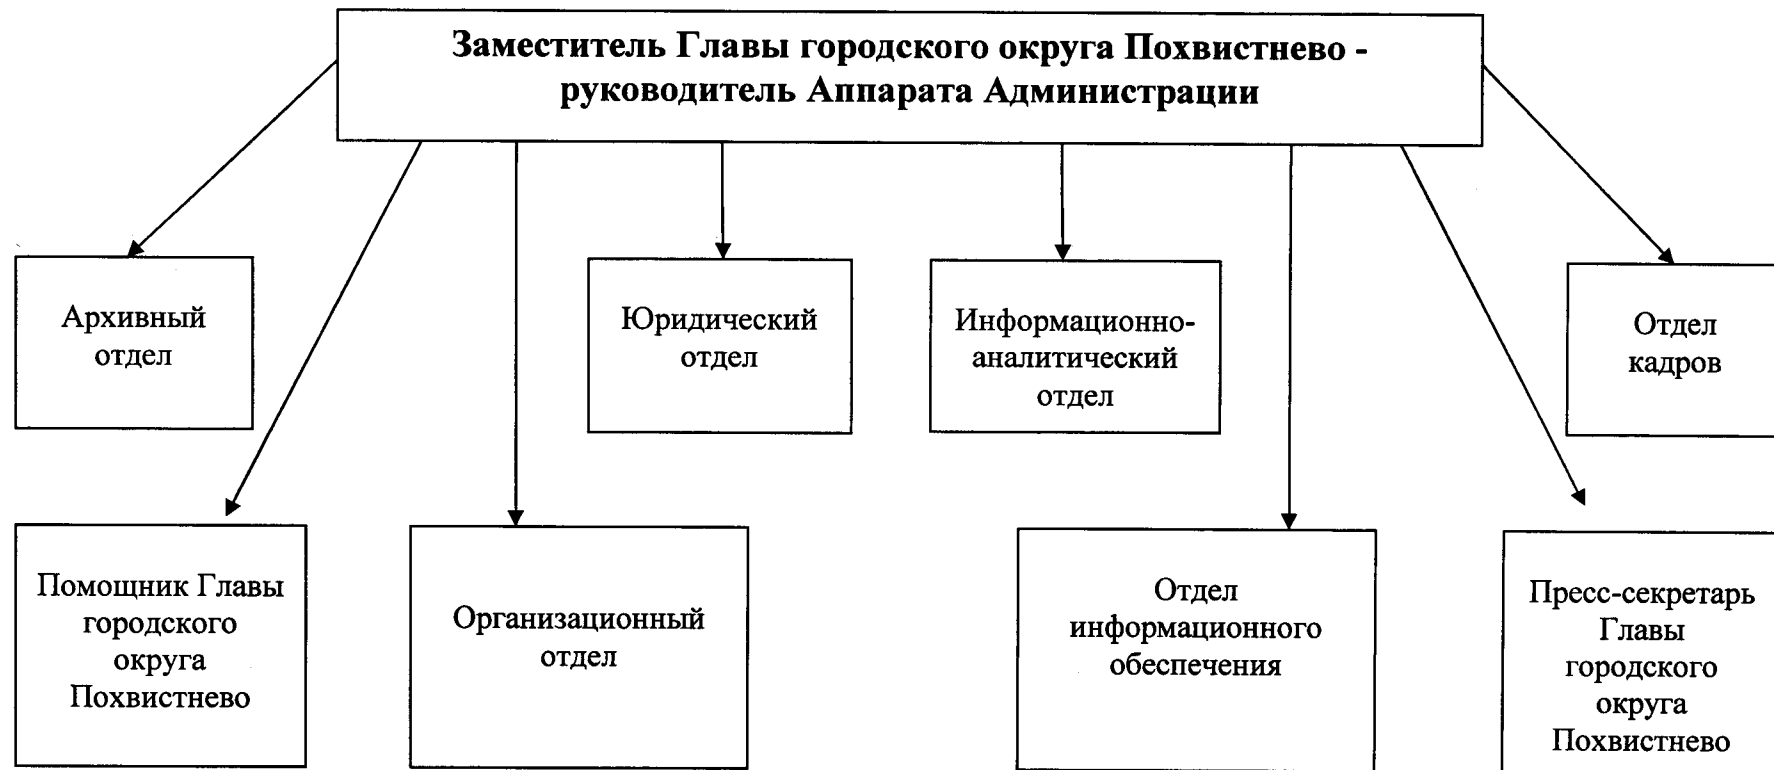 Заместитель Главы городского округа Похвистнево -
руководитель Аппарата Администрации
Архивный
отдел
Юридический
отдел
Информационно-
аналитический
отдел
Отдел
кадров
Помощник Главы
городского
округа
Похвистнево
Организационный
отдел
Отдел
информационного
обеспечения
Пресс-секретарь
Главы
городского
округа
Похвистнево